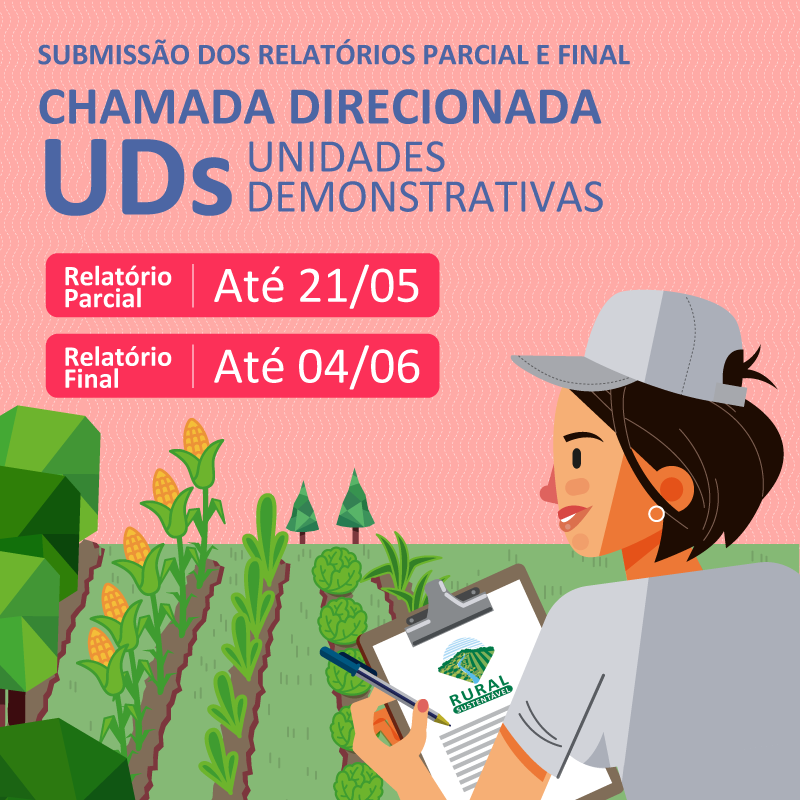 SUBMISSÃO DOS RELATÓRIOS PARCIAL E FINAL
CHAMADA DIRECIONADA
UDs UNIDADES
DEMONSTRATIVAS
Relatório
Parcial
Até 21/05
Relatório
Final
Até 04/06
RURAL
SUSTENTÁVEL